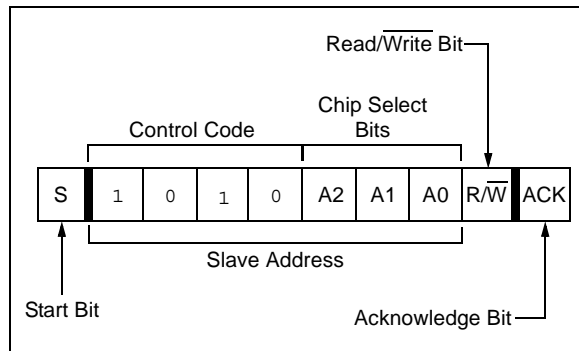 Read/Write Bit
Chip Select
Bits
Control Code
S 1 0 1 0 A2 A1 A0 R/W ACK
Slave Address
Start Bit
Acknowledge Bit